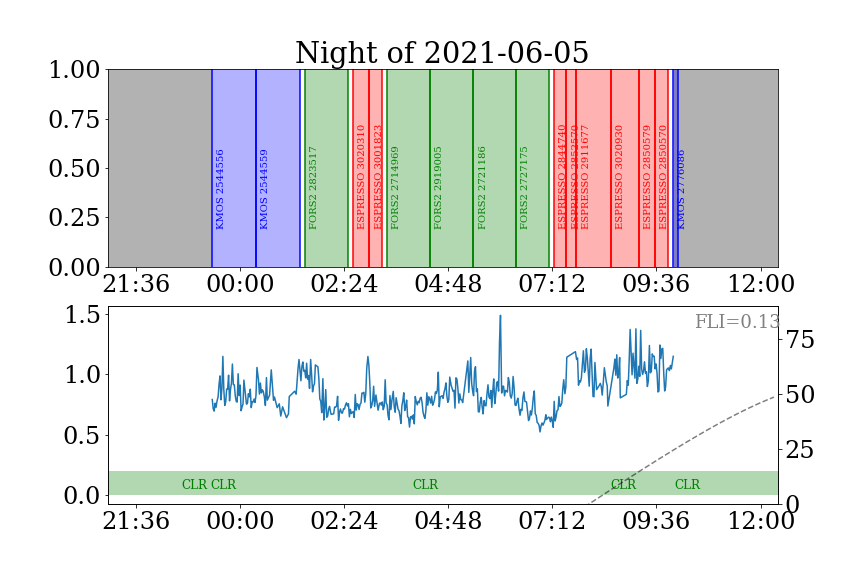 Night of 2021-06-05
1.00
0.75
0.50
0.25
0.00
KMOS 2544556
KMOS 2544559
FORS2 2823517
ESPRESSO 3020310
ESPRESSO 3001823
FORS2 2714969
FORS2 2919005
FORS2 2721186
FORS2 2727175
ESPRESSO 2844740
ESPRESSO 2852570
ESPRESSO 2911677
ESPRESSO 3020930
ESPRESSO 2850579
ESPRESSO 2850570
KMOS 2776086
21:36 00:00 02:24 04:48 07:12 09:36 12:00
FLI=0.13
1.5
1.0
0.5
0.0
75
50
25
0
CLR CLR CLR CLR CLR
21:36 00:00 02:24 04:48 07:12 09:36 12:00